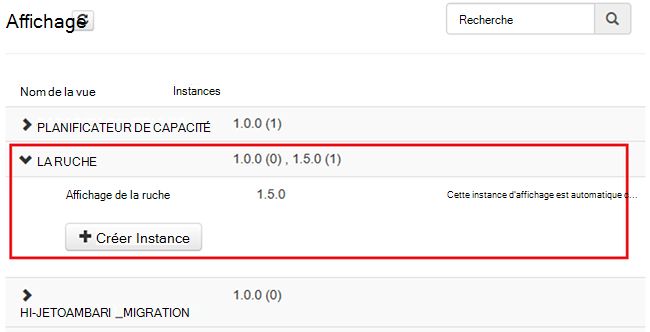 Affichage
Recherche
Nom de la vue Instances
PLANIFICATEUR DE CAPACITÉ 1.0.0 (1)
LA RUCHE 1.0.0 (0) , 1.5.0 (1)
Affichage de la ruche 1.5.0 Cette instance d'affichage est automatique c...
Créer Instance
1.0.0 (0)
HI-JETOAMBARI _MIGRATION